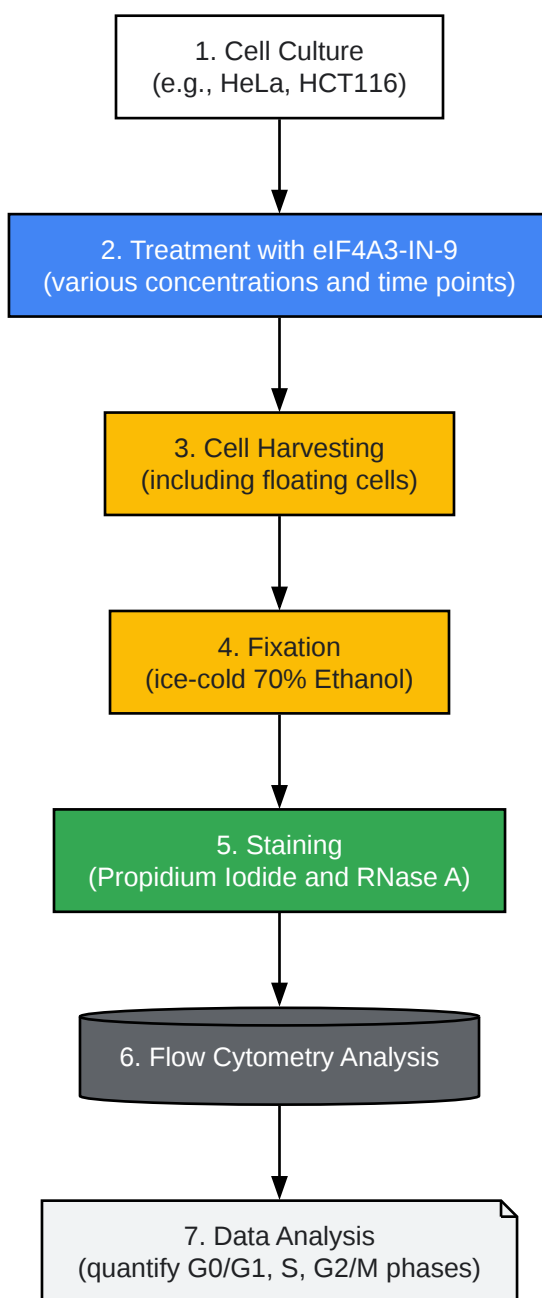 1. Cell Culture
(e.g., HeLa, HCT116)
2. Treatment with eIF4A3-IN-9
(various concentrations and time points)
3. Cell Harvesting
(including floating cells)
4. Fixation
(ice-cold 70% Ethanol)
5. Staining
(Propidium Iodide and RNase A)
6. Flow Cytometry Analysis
7. Data Analysis
(quantify G0/G1, S, G2/M phases)